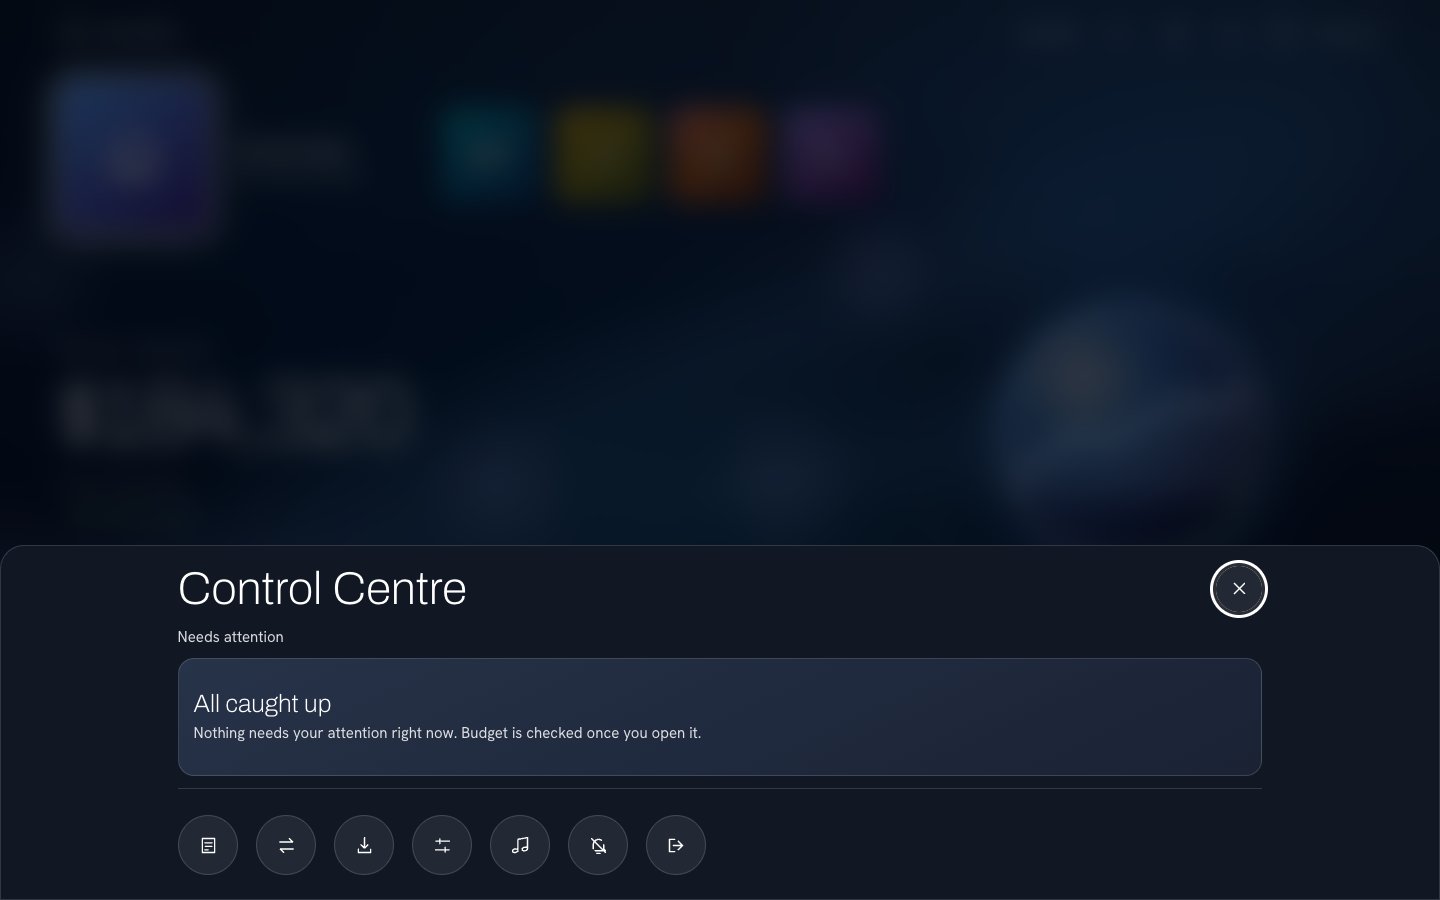 Control Centre
Needs attention
All caught up
Nothing needs your attention right now. Budget is checked once you open it.